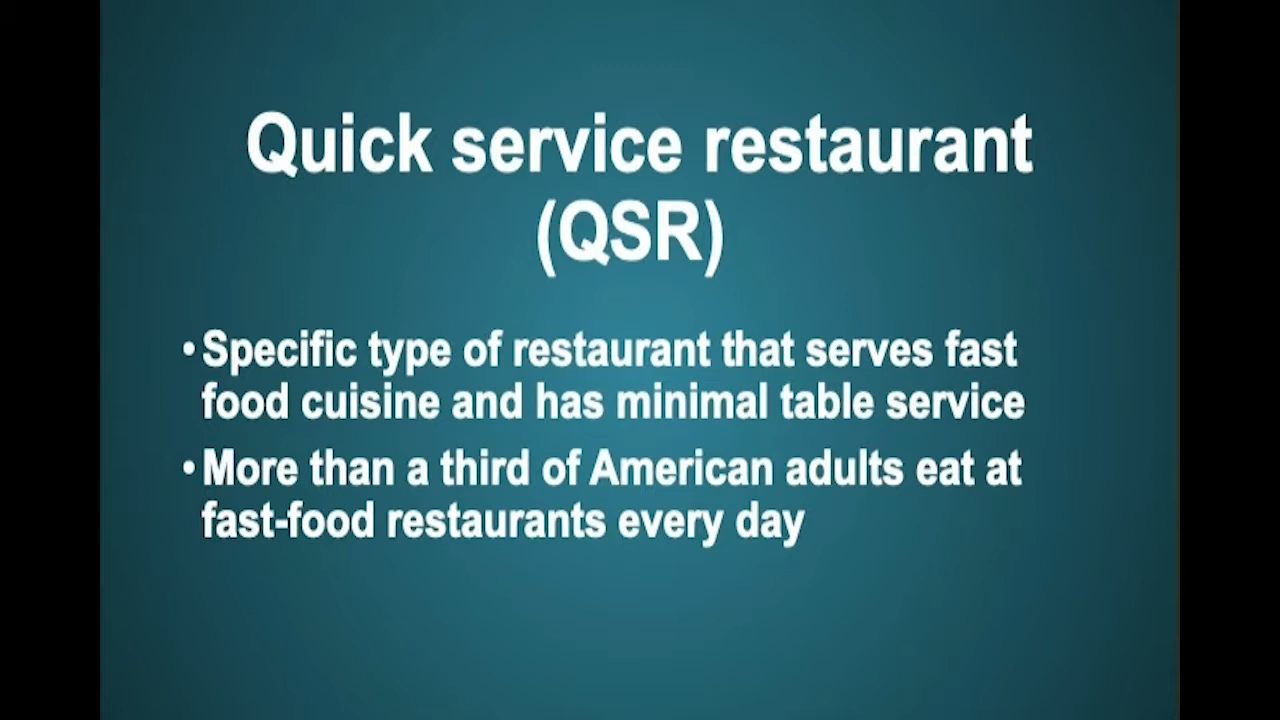 Quick service restaurant
(QSR)
• Specific type of restaurant that serves fast
food cuisine and has minimal table service
• More than a third of American adults eat at
fast-food restaurants every day